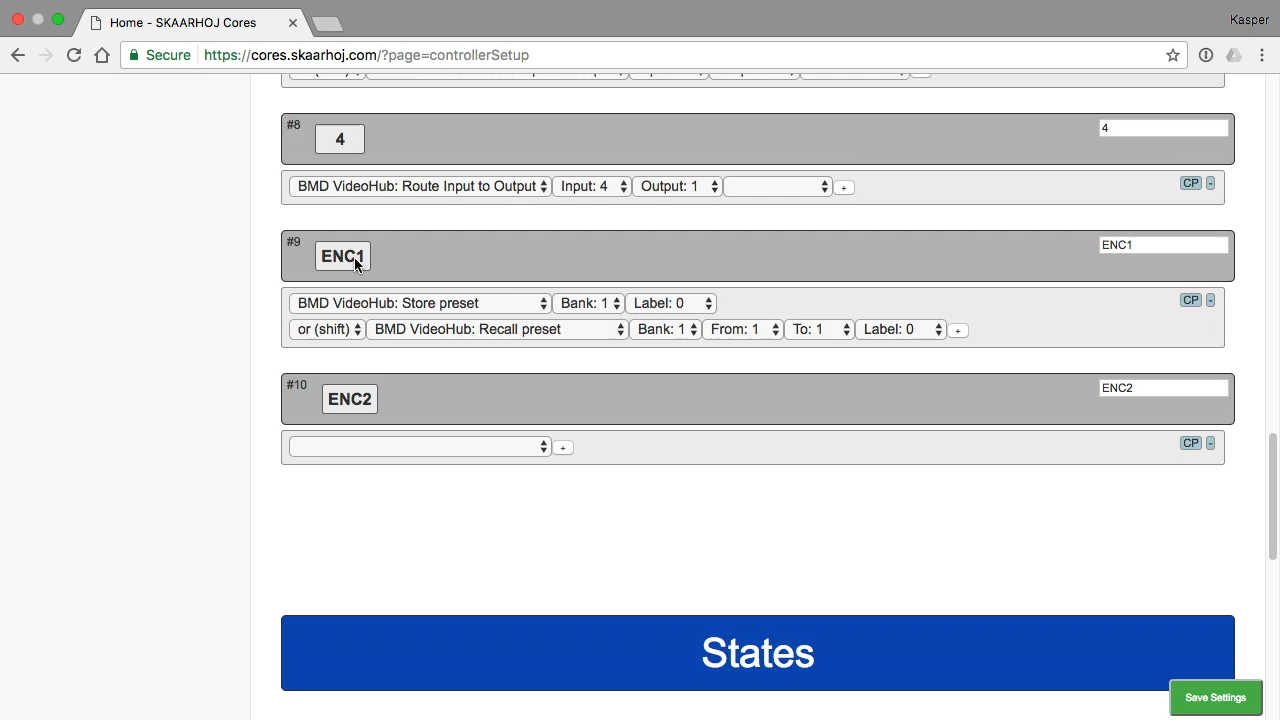 Home - SKAARHOJ Cores
Kasper
Secure https://cores.skaarhoj.com/?page=controllerSetup
#8 4 4
BMD VideoHub: Route Input to Output Input: 4 Output: 1 + CP -
#9 ENC1 ENC1
BMD VideoHub: Store preset Bank: 1 Label: 0 CP -
or (shift) BMD VideoHub: Recall preset Bank: 1 From: 1 To: 1 Label: 0 +
#10 ENC2 ENC2
+ CP -
States
Save Settings